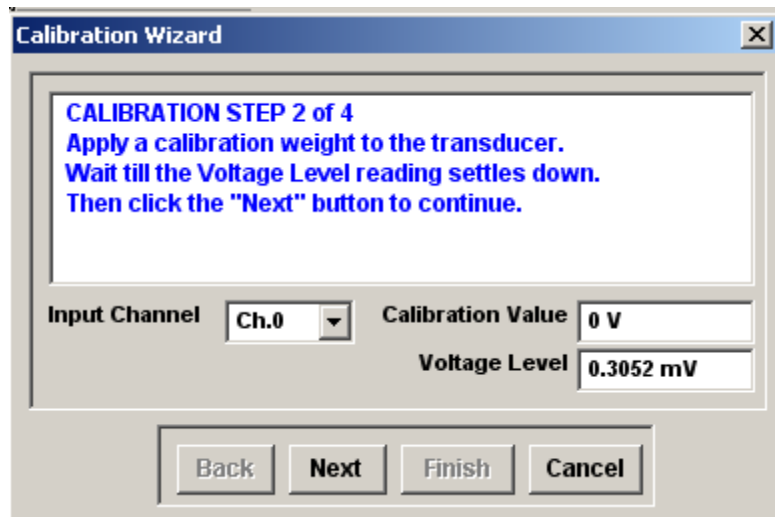 Calibration Wizard
CALIBRATION STEP 2 of 4
Apply a calibration weight to the transducer.
Wait till the Voltage Level reading settles down.
Then click the "Next" button to continue.
Input Channel Ch.0 Calibration Value 0 V
Voltage Level 0.3052 mV
Back Next Finish Cancel